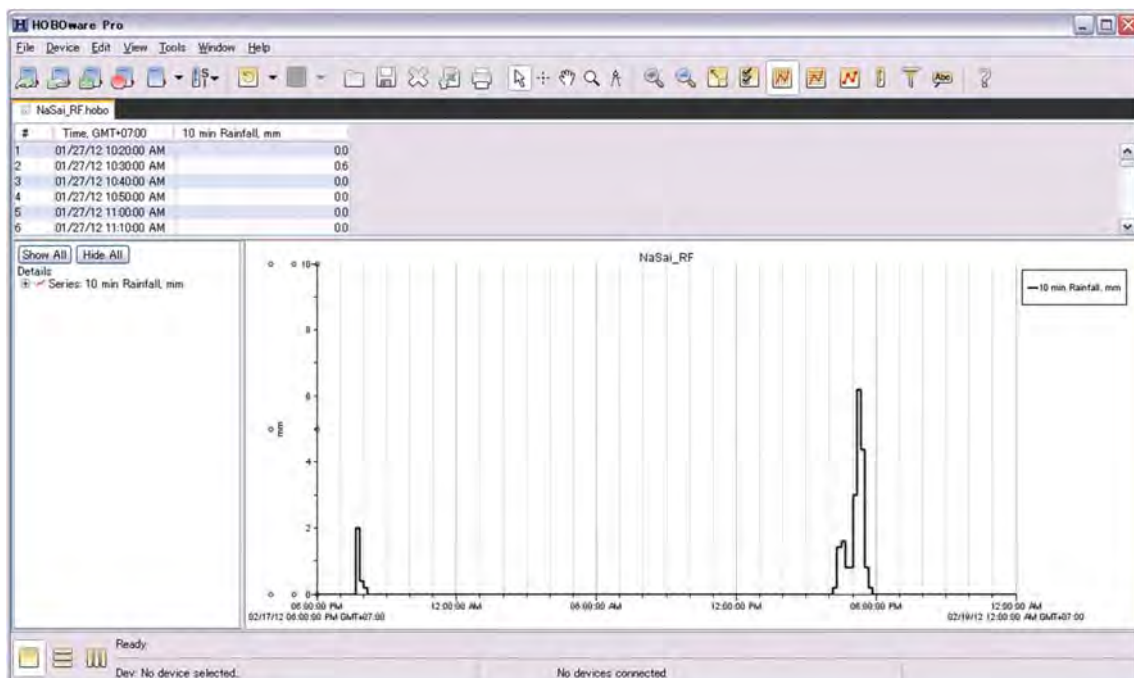 HOBOware Pro
File Device Edit View Tools Window Help
NaSai_RF.hobo
# Time, GMT+07:00 10 min Rainfall, mm
1 01/27/12 10:20:00 AM 0.0
2 01/27/12 10:30:00 AM 0.6
3 01/27/12 10:40:00 AM 0.0
4 01/27/12 10:50:00 AM 0.0
5 01/27/12 11:00:00 AM 0.0
6 01/27/12 11:10:00 AM 0.0
Show All Hide All
Details
Series: 10 min Rainfall, mm
NaSai_RF
10 min Rainfall, mm
0 0 10
8
6
0 mm
4
2
0 0 0
06:00:00 PM 12:00:00 AM 06:00:00 AM 12:00:00 PM 06:00:00 PM 12:00:00 AM
02/17/12 06:00:00 PM GMT+07:00 02/19/12 12:00:00 AM GMT+07:00
Ready
Dev: No device selected. No devices connected.